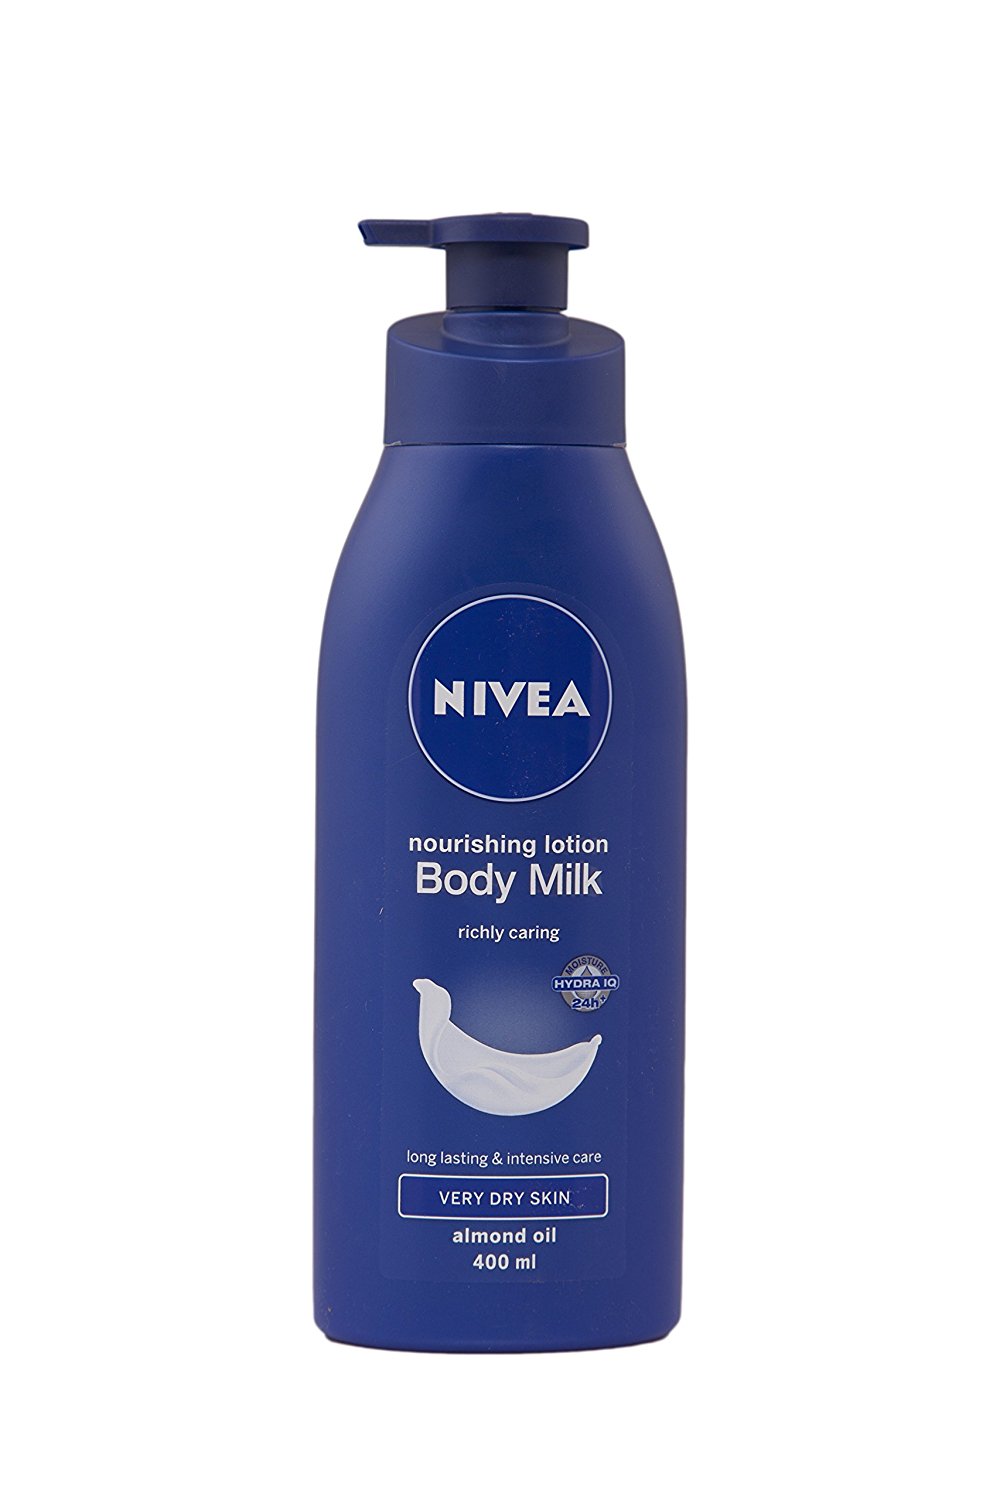 NIVEA
nourishing lotion
Body Milk
richly caring
MOISTURE
HYDRA IQ
24h+
long lasting & intensive care
VERY DRY SKIN
almond oil
400 ml